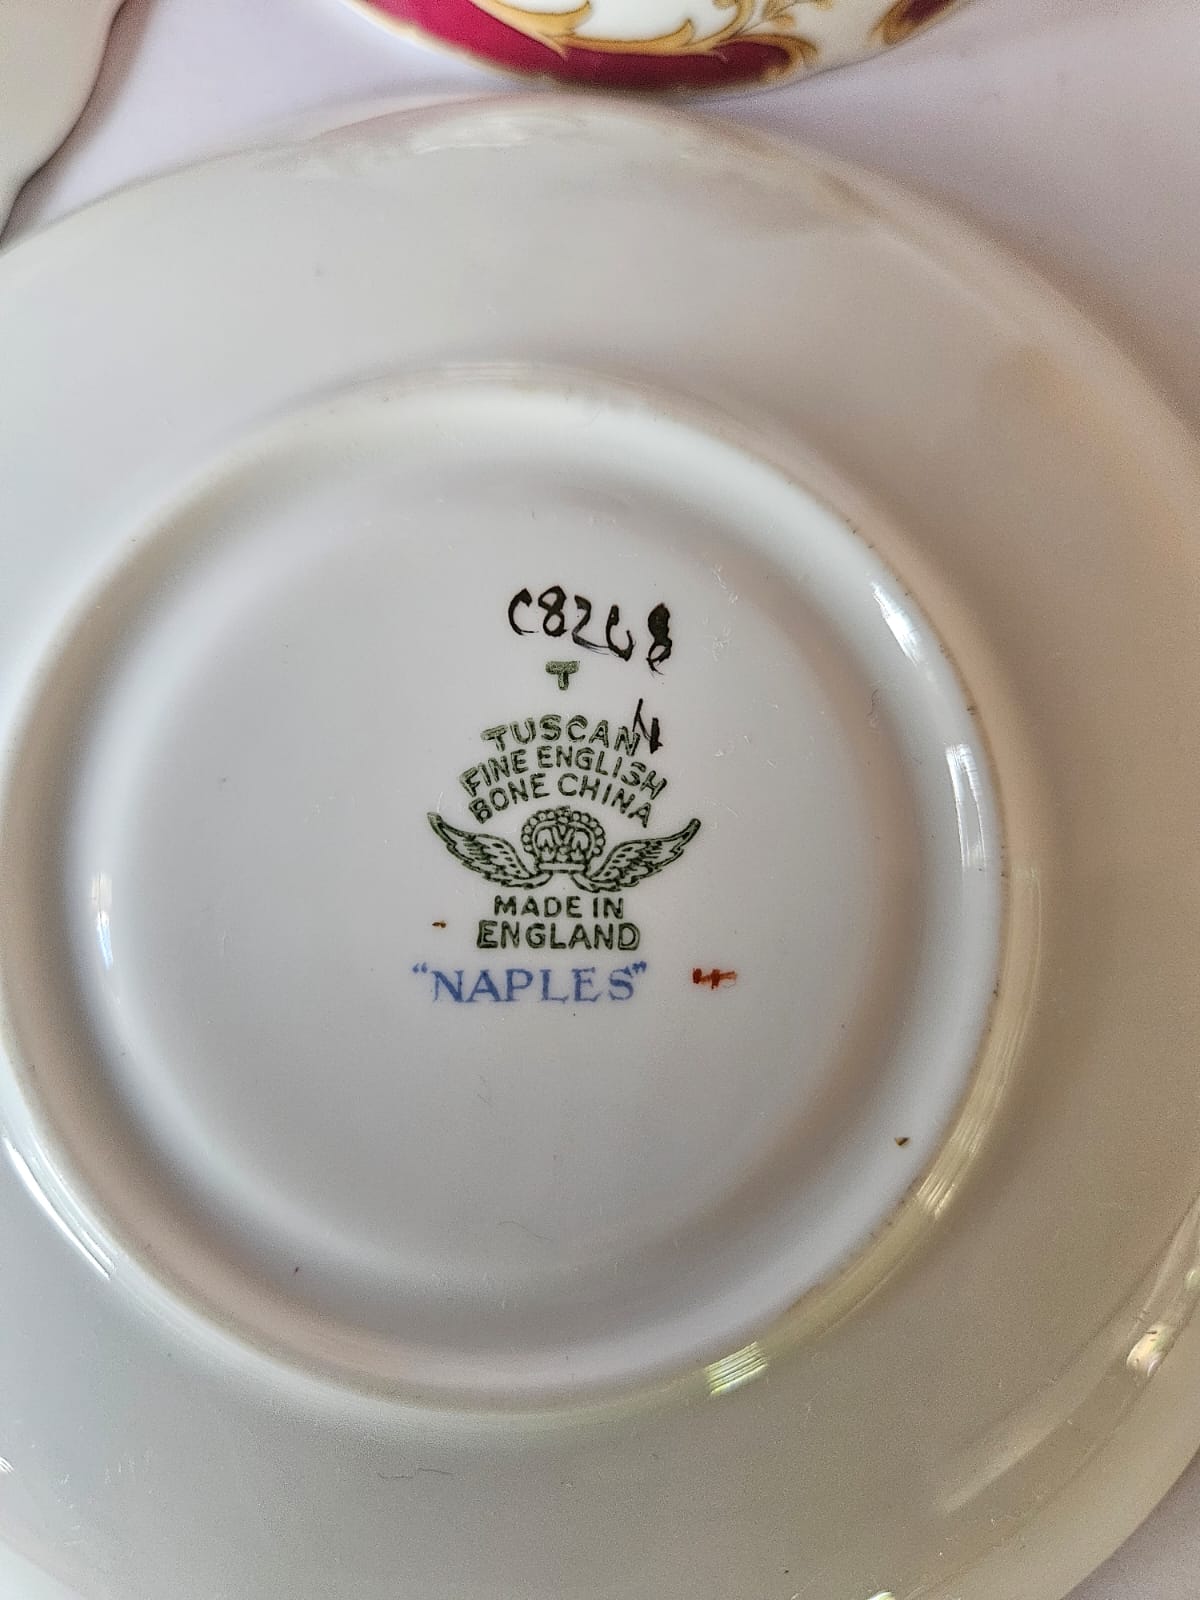 C8268
T
N
TUSCAN
FINE ENGLISH
BONE CHINA
MADE IN
ENGLAND
"NAPLES"